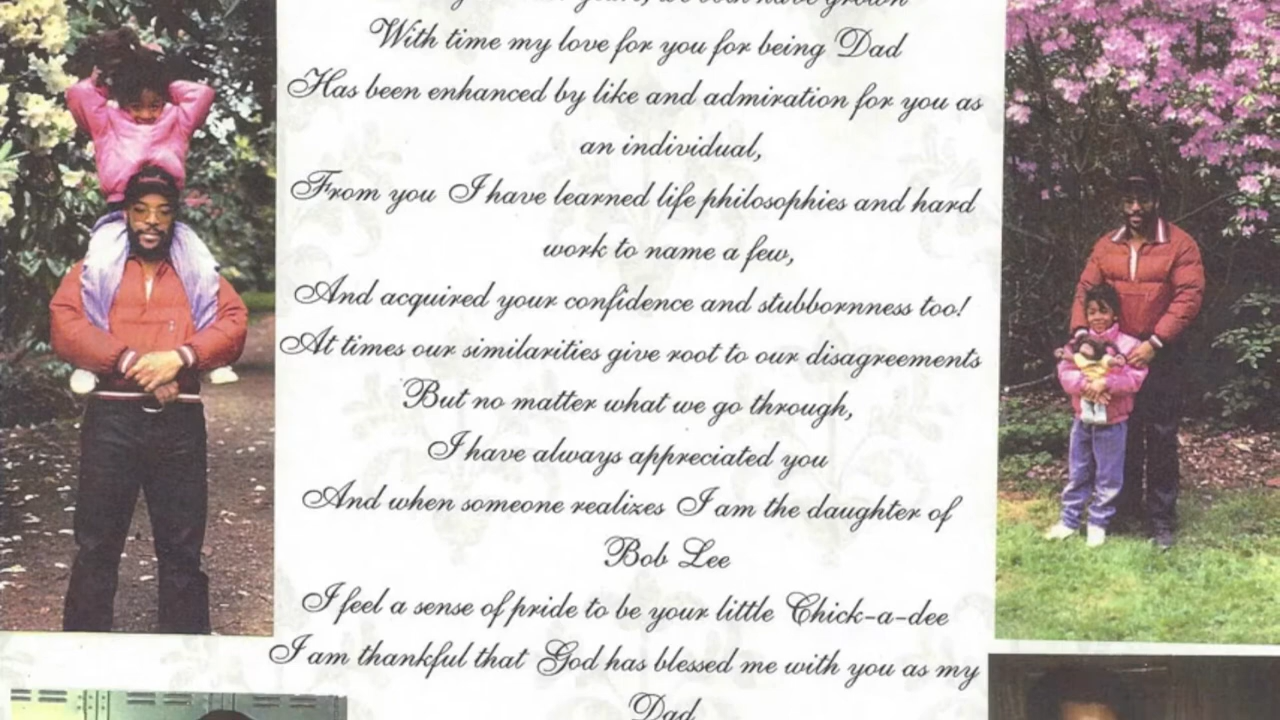 With time my love for you for being Dad
Has been enhanced by like and admiration for you as
an individual,
From you I have learned life philosophies and hard
work to name a few,
And acquired your confidence and stubbornness too!
At times our similarities give root to our disagreements
But no matter what we go through,
I have always appreciated you
And when someone realizes I am the daughter of
Bob Lee
I feel a sense of pride to be your little Chick-a-dee
I am thankful that God has blessed me with you as my
Dad